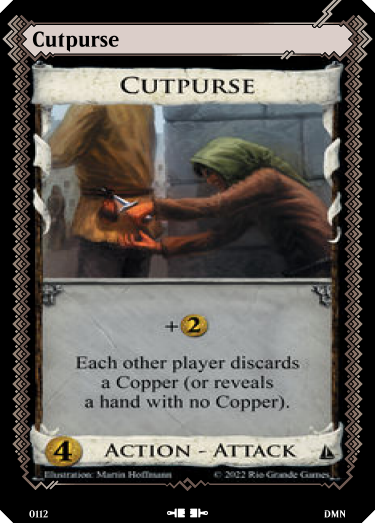 Cutpurse
CUTPURSE
+2
Each other player discards
a Copper (or reveals
a hand with no Copper).
4 ACTION - ATTACK
Illustration: Martin Hoffmann © 2022 Rio Grande Games
0112 DMN